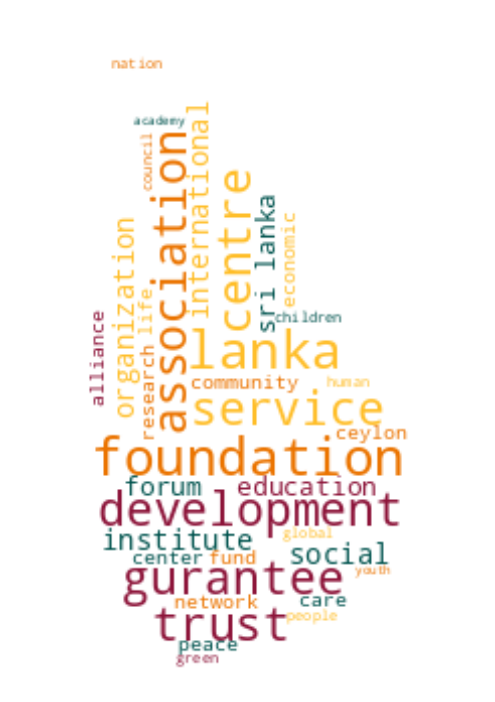 nation
academy
council
association
international
centre
sri lanka
economic
organization
life
children
alliance
research
lanka
community
human
service
ceylon
foundation
forum
education
development
global
institute
social
center
fund
youth
gurantee
network
care
people
trust
peace
green